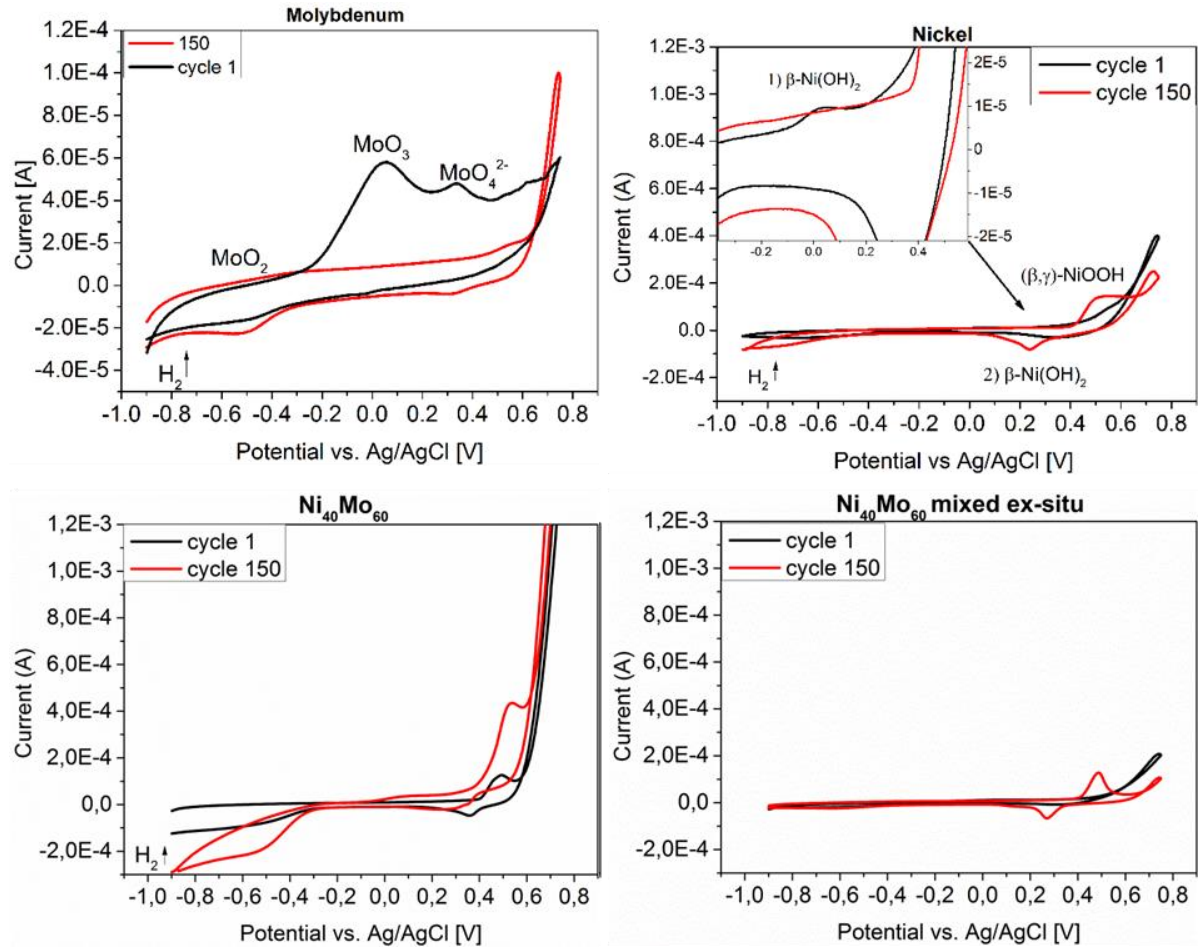 Molybdenum
150
cycle 1
MoO₃
MoO₄²⁻
MoO₂
H₂
1.2E-4
1.0E-4
8.0E-5
6.0E-5
4.0E-5
2.0E-5
0.0
-2.0E-5
-4.0E-5
Current [A]
-1.0 -0.8 -0.6 -0.4 -0.2 0.0 0.2 0.4 0.6 0.8
Potential vs. Ag/AgCl [V]
Nickel
cycle 1
cycle 150
1) β-Ni(OH)₂
2E-5
1E-5
0
-1E-5
-2E-5
-0.2 0.0 0.2 0.4
(β,γ)-NiOOH
2) β-Ni(OH)₂
H₂
1.2E-3
1.0E-3
8.0E-4
6.0E-4
4.0E-4
2.0E-4
0.0
-2.0E-4
Current (A)
-1.0 -0.8 -0.6 -0.4 -0.2 0.0 0.2 0.4 0.6 0.8
Potential vs Ag/AgCl [V]
Ni₄₀Mo₆₀
cycle 1
cycle 150
H₂
1,2E-3
1,0E-3
8,0E-4
6,0E-4
4,0E-4
2,0E-4
0,0
-2,0E-4
Current (A)
-1,0 -0,8 -0,6 -0,4 -0,2 0,0 0,2 0,4 0,6 0,8
Potential vs. Ag/AgCl [V]
Ni₄₀Mo₆₀ mixed ex-situ
cycle 1
cycle 150
1,2E-3
1,0E-3
8,0E-4
6,0E-4
4,0E-4
2,0E-4
0,0
-2,0E-4
Current (A)
-1,0 -0,8 -0,6 -0,4 -0,2 0,0 0,2 0,4 0,6 0,8
Potential vs. Ag/AgCl [V]